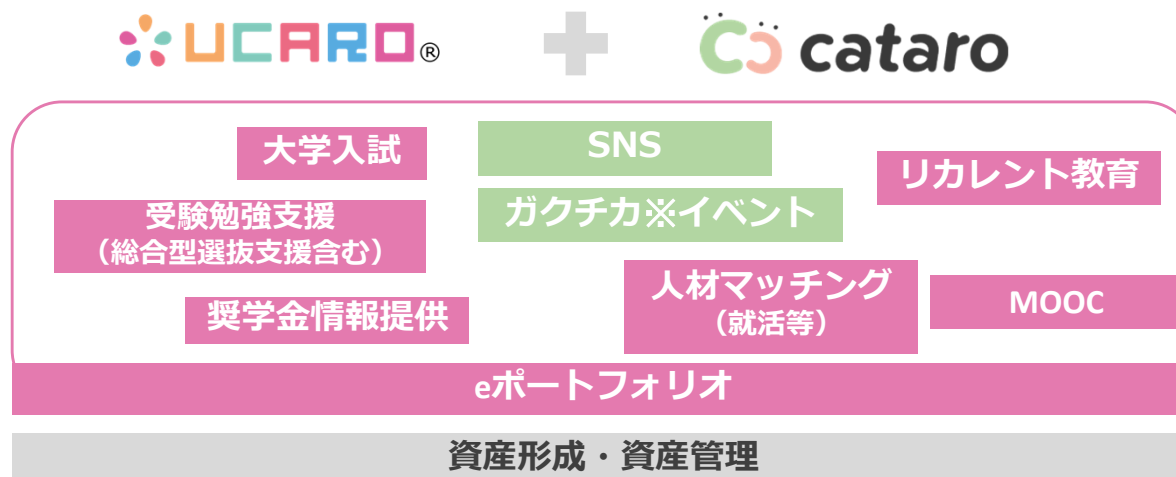 UCARO®
cataro
大学入試
SNS
リカレント教育
受験勉強支援
（総合型選抜支援含む）
ガクチカ※イベント
人材マッチング
（就活等）
MOOC
奨学金情報提供
eポートフォリオ
資産形成・資産管理